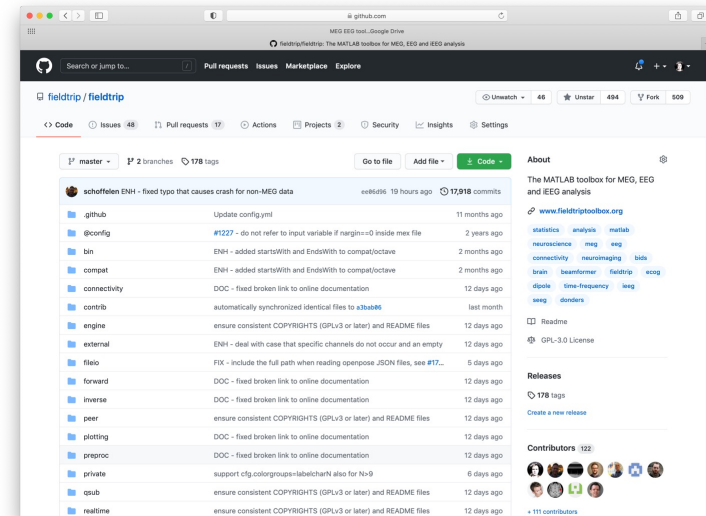 github.com
MEG EEG tool...Google Drive
fieldtrip/fieldtrip: The MATLAB toolbox for MEG, EEG and iEEG analysis
Search or jump to... / Pull requests Issues Marketplace Explore
fieldtrip / fieldtrip Unwatch 46 Unstar 494 Fork 509
Code Issues 48 Pull requests 17 Actions Projects 2 Security Insights Settings
master 2 branches 178 tags Go to file Add file Code
schoffelen ENH - fixed typo that causes crash for non-MEG data ee06d96 19 hours ago 17,918 commits
.github Update config.yml 11 months ago
@config #1227 - do not refer to input variable if nargin==0 inside mex file 2 years ago
bin ENH - added startsWith and EndsWith to compat/octave 2 months ago
compat ENH - added startsWith and EndsWith to compat/octave 2 months ago
connectivity DOC - fixed broken link to online documentation 12 days ago
contrib automatically synchronized identical files to a3bab06 last month
engine ensure consistent COPYRIGHTS (GPLv3 or later) and README files 12 days ago
external ENH - deal with case that specific channels do not occur and an empty 12 days ago
fileio FIX - include the full path when reading openpose JSON files, see #17... 5 days ago
forward DOC - fixed broken link to online documentation 12 days ago
inverse DOC - fixed broken link to online documentation 12 days ago
peer ensure consistent COPYRIGHTS (GPLv3 or later) and README files 12 days ago
plotting DOC - fixed broken link to online documentation 12 days ago
preproc DOC - fixed broken link to online documentation 12 days ago
private support cfg.colorgroups=labelcharN also for N>9 6 days ago
qsub ensure consistent COPYRIGHTS (GPLv3 or later) and README files 12 days ago
realtime ensure consistent COPYRIGHTS (GPLv3 or later) and README files 12 days ago
About
The MATLAB toolbox for MEG, EEG
and iEEG analysis
www.fieldtriptoolbox.org
statistics analysis matlab
neuroscience meg eeg
connectivity neuroimaging bids
brain beamformer fieldtrip ecog
dipole time-frequency ieeg
seeg donders
Readme
GPL-3.0 License
Releases
178 tags
Create a new release
Contributors 122
+ 111 contributors